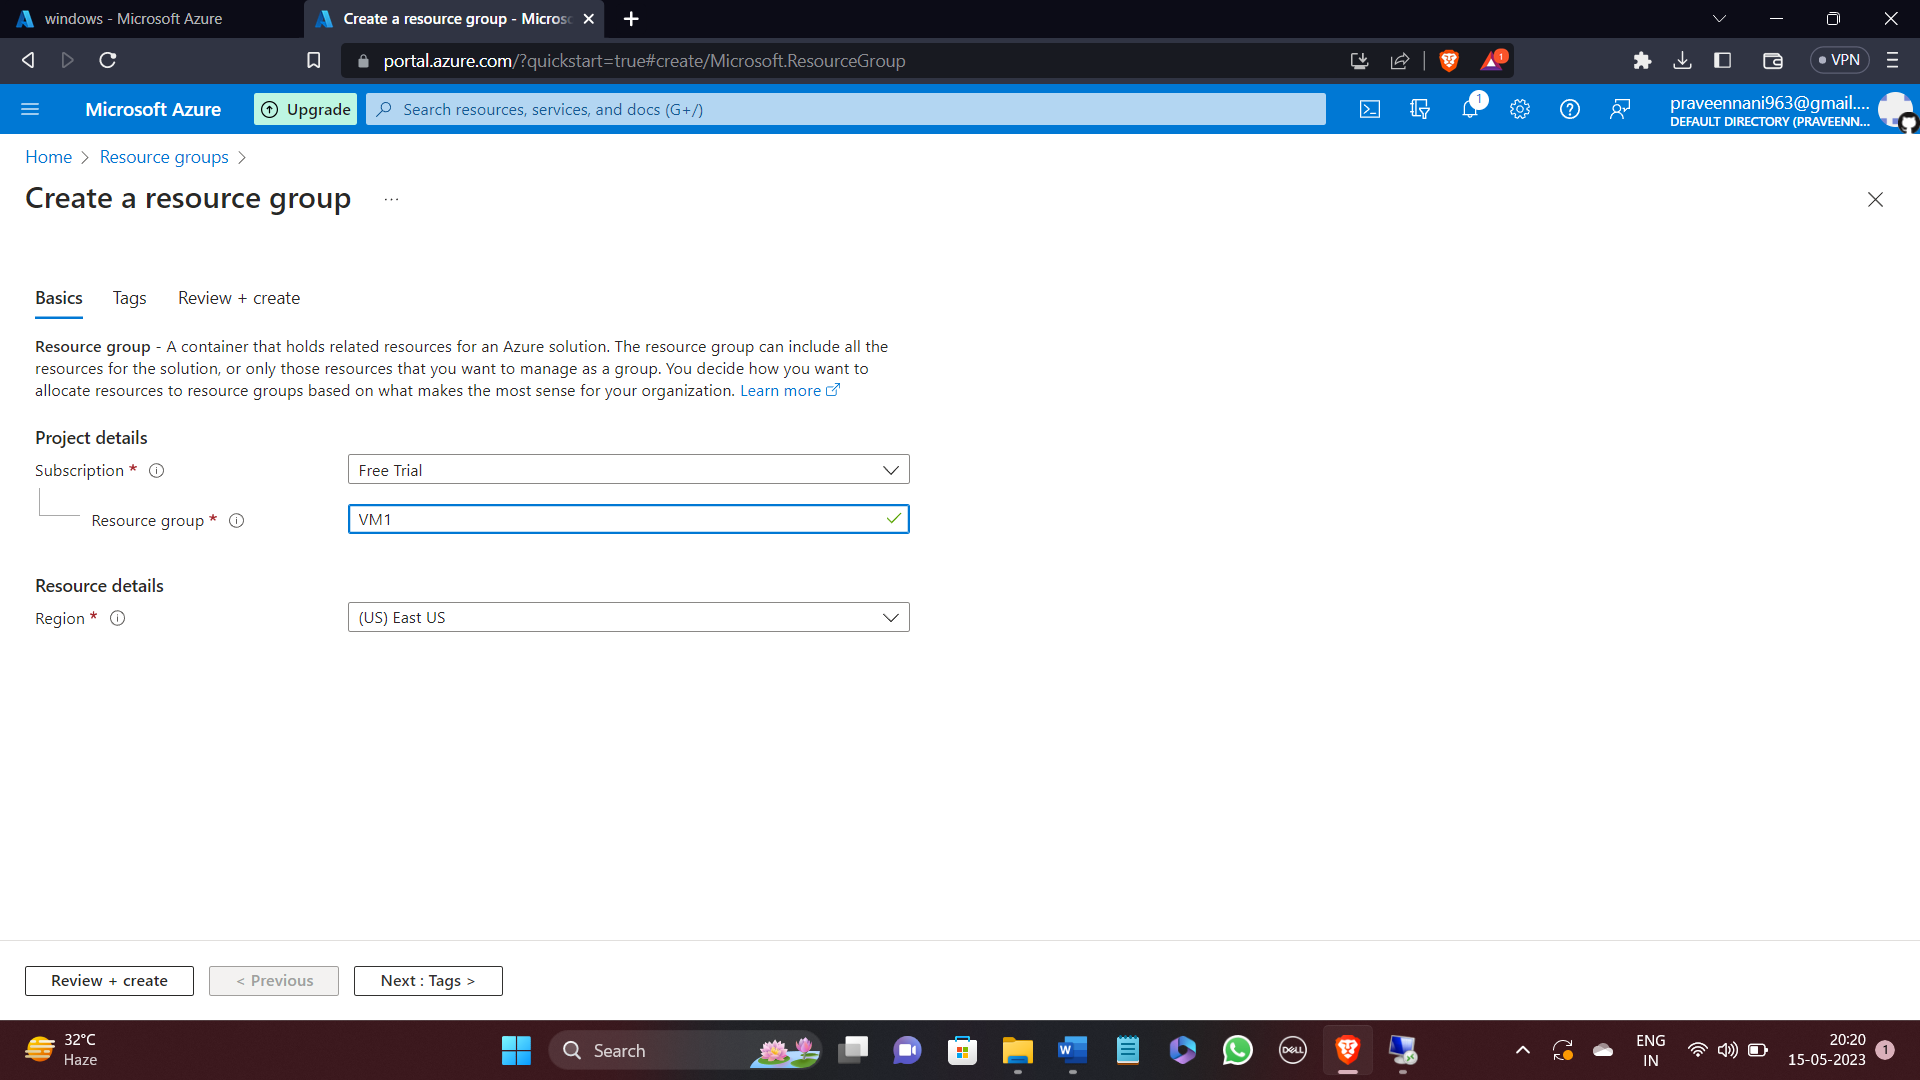 windows - Microsoft Azure
Create a resource group - Micros
portal.azure.com/?quickstart=true#create/Microsoft.ResourceGroup
1
VPN
Microsoft Azure
Upgrade
Search resources, services, and docs (G+/)
1
praveennani963@gmail....
DEFAULT DIRECTORY (PRAVEENN...
Home > Resource groups >
Create a resource group ...
Basics Tags Review + create
Resource group - A container that holds related resources for an Azure solution. The resource group can include all the
resources for the solution, or only those resources that you want to manage as a group. You decide how you want to
allocate resources to resource groups based on what makes the most sense for your organization. Learn more
Project details
Subscription * Free Trial
Resource group * VM1
Resource details
Region * (US) East US
Review + create
< Previous
Next : Tags >
32°C
Haze
Search
W
DELL
ENG
IN
20:20
15-05-2023
1